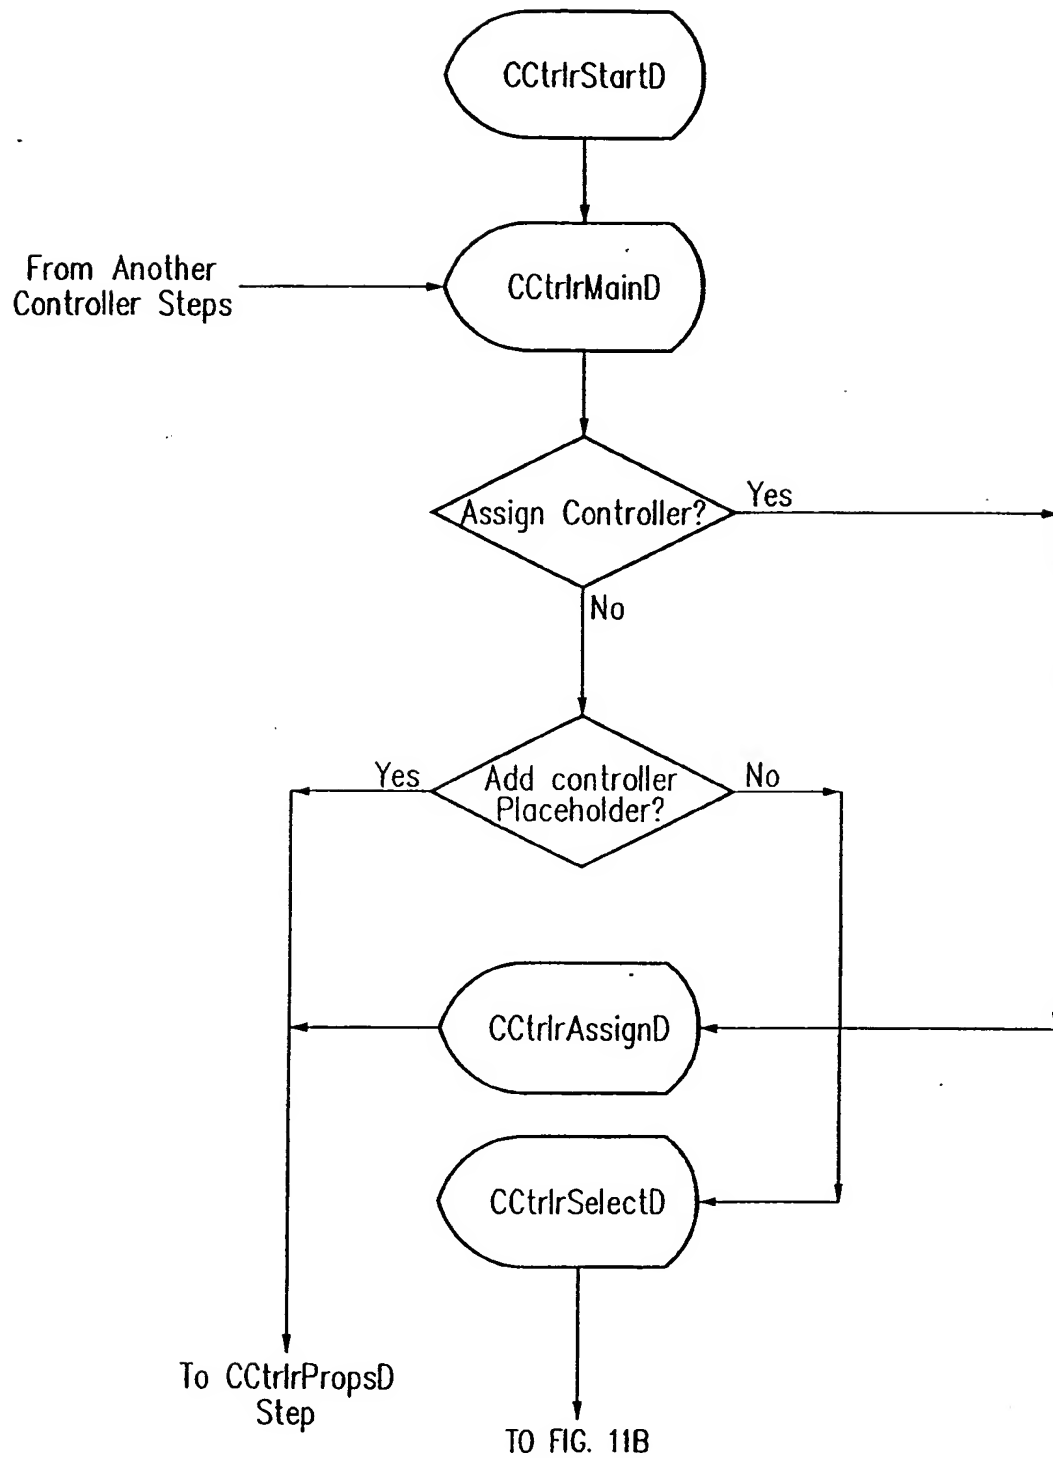 CCtrlrStartD
From Another
Controller Steps
CCtrlrMainD
Assign Controller?
Yes
No
Yes
Add controller
Placeholder?
No
CCtrlrAssignD
CCtrlrSelectD
To CCtrlrPropsD
Step
TO FIG. 11B